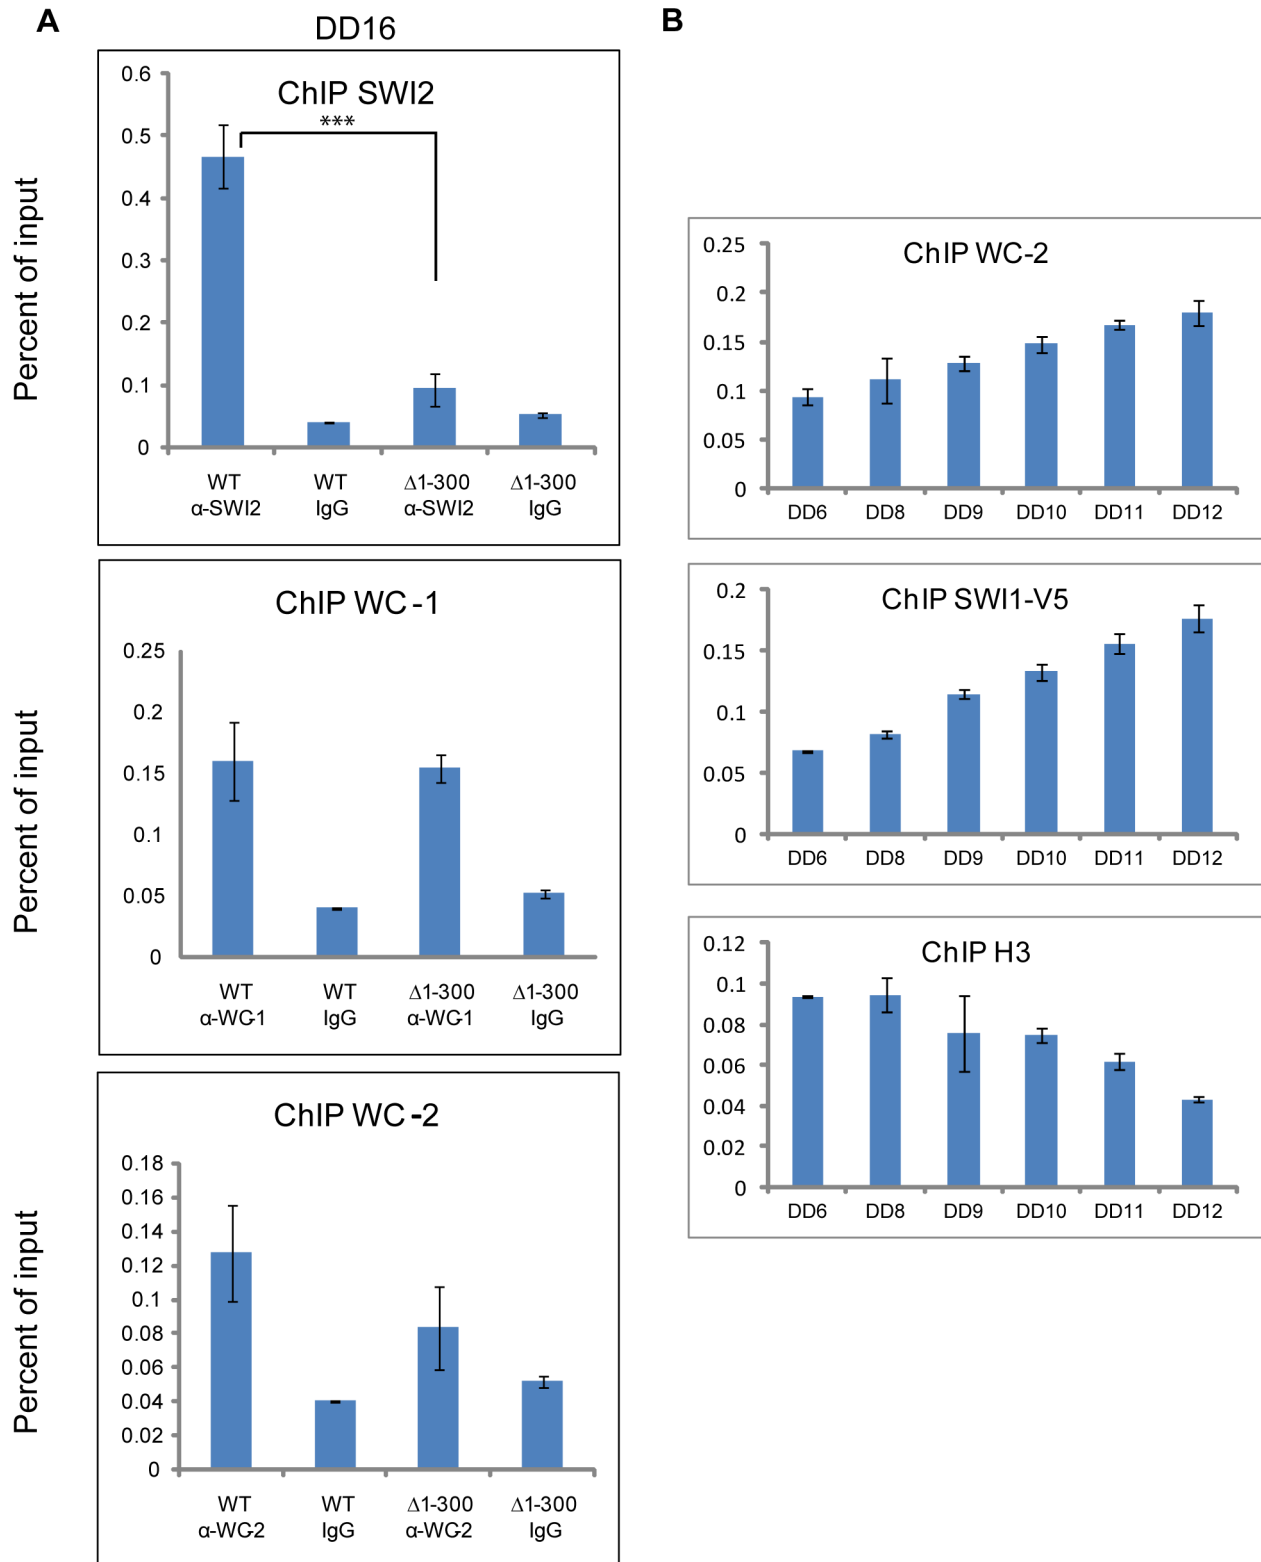 A
DD16
Percent of input
ChIP SWI2
***
0.6
0.5
0.4
0.3
0.2
0.1
0
WT WT Δ1-300 Δ1-300
α-SWI2 IgG α-SWI2 IgG
Percent of input
ChIP WC-1
0.25
0.2
0.15
0.1
0.05
0
WT WT Δ1-300 Δ1-300
α-WC-1 IgG α-WC-1 IgG
Percent of input
ChIP WC-2
0.18
0.16
0.14
0.12
0.1
0.08
0.06
0.04
0.02
0
WT WT Δ1-300 Δ1-300
α-WC-2 IgG α-WC-2 IgG
B
ChIP WC-2
0.25
0.2
0.15
0.1
0.05
0
DD6 DD8 DD9 DD10 DD11 DD12
ChIP SWI1-V5
0.2
0.15
0.1
0.05
0
DD6 DD8 DD9 DD10 DD11 DD12
ChIP H3
0.12
0.1
0.08
0.06
0.04
0.02
0
DD6 DD8 DD9 DD10 DD11 DD12